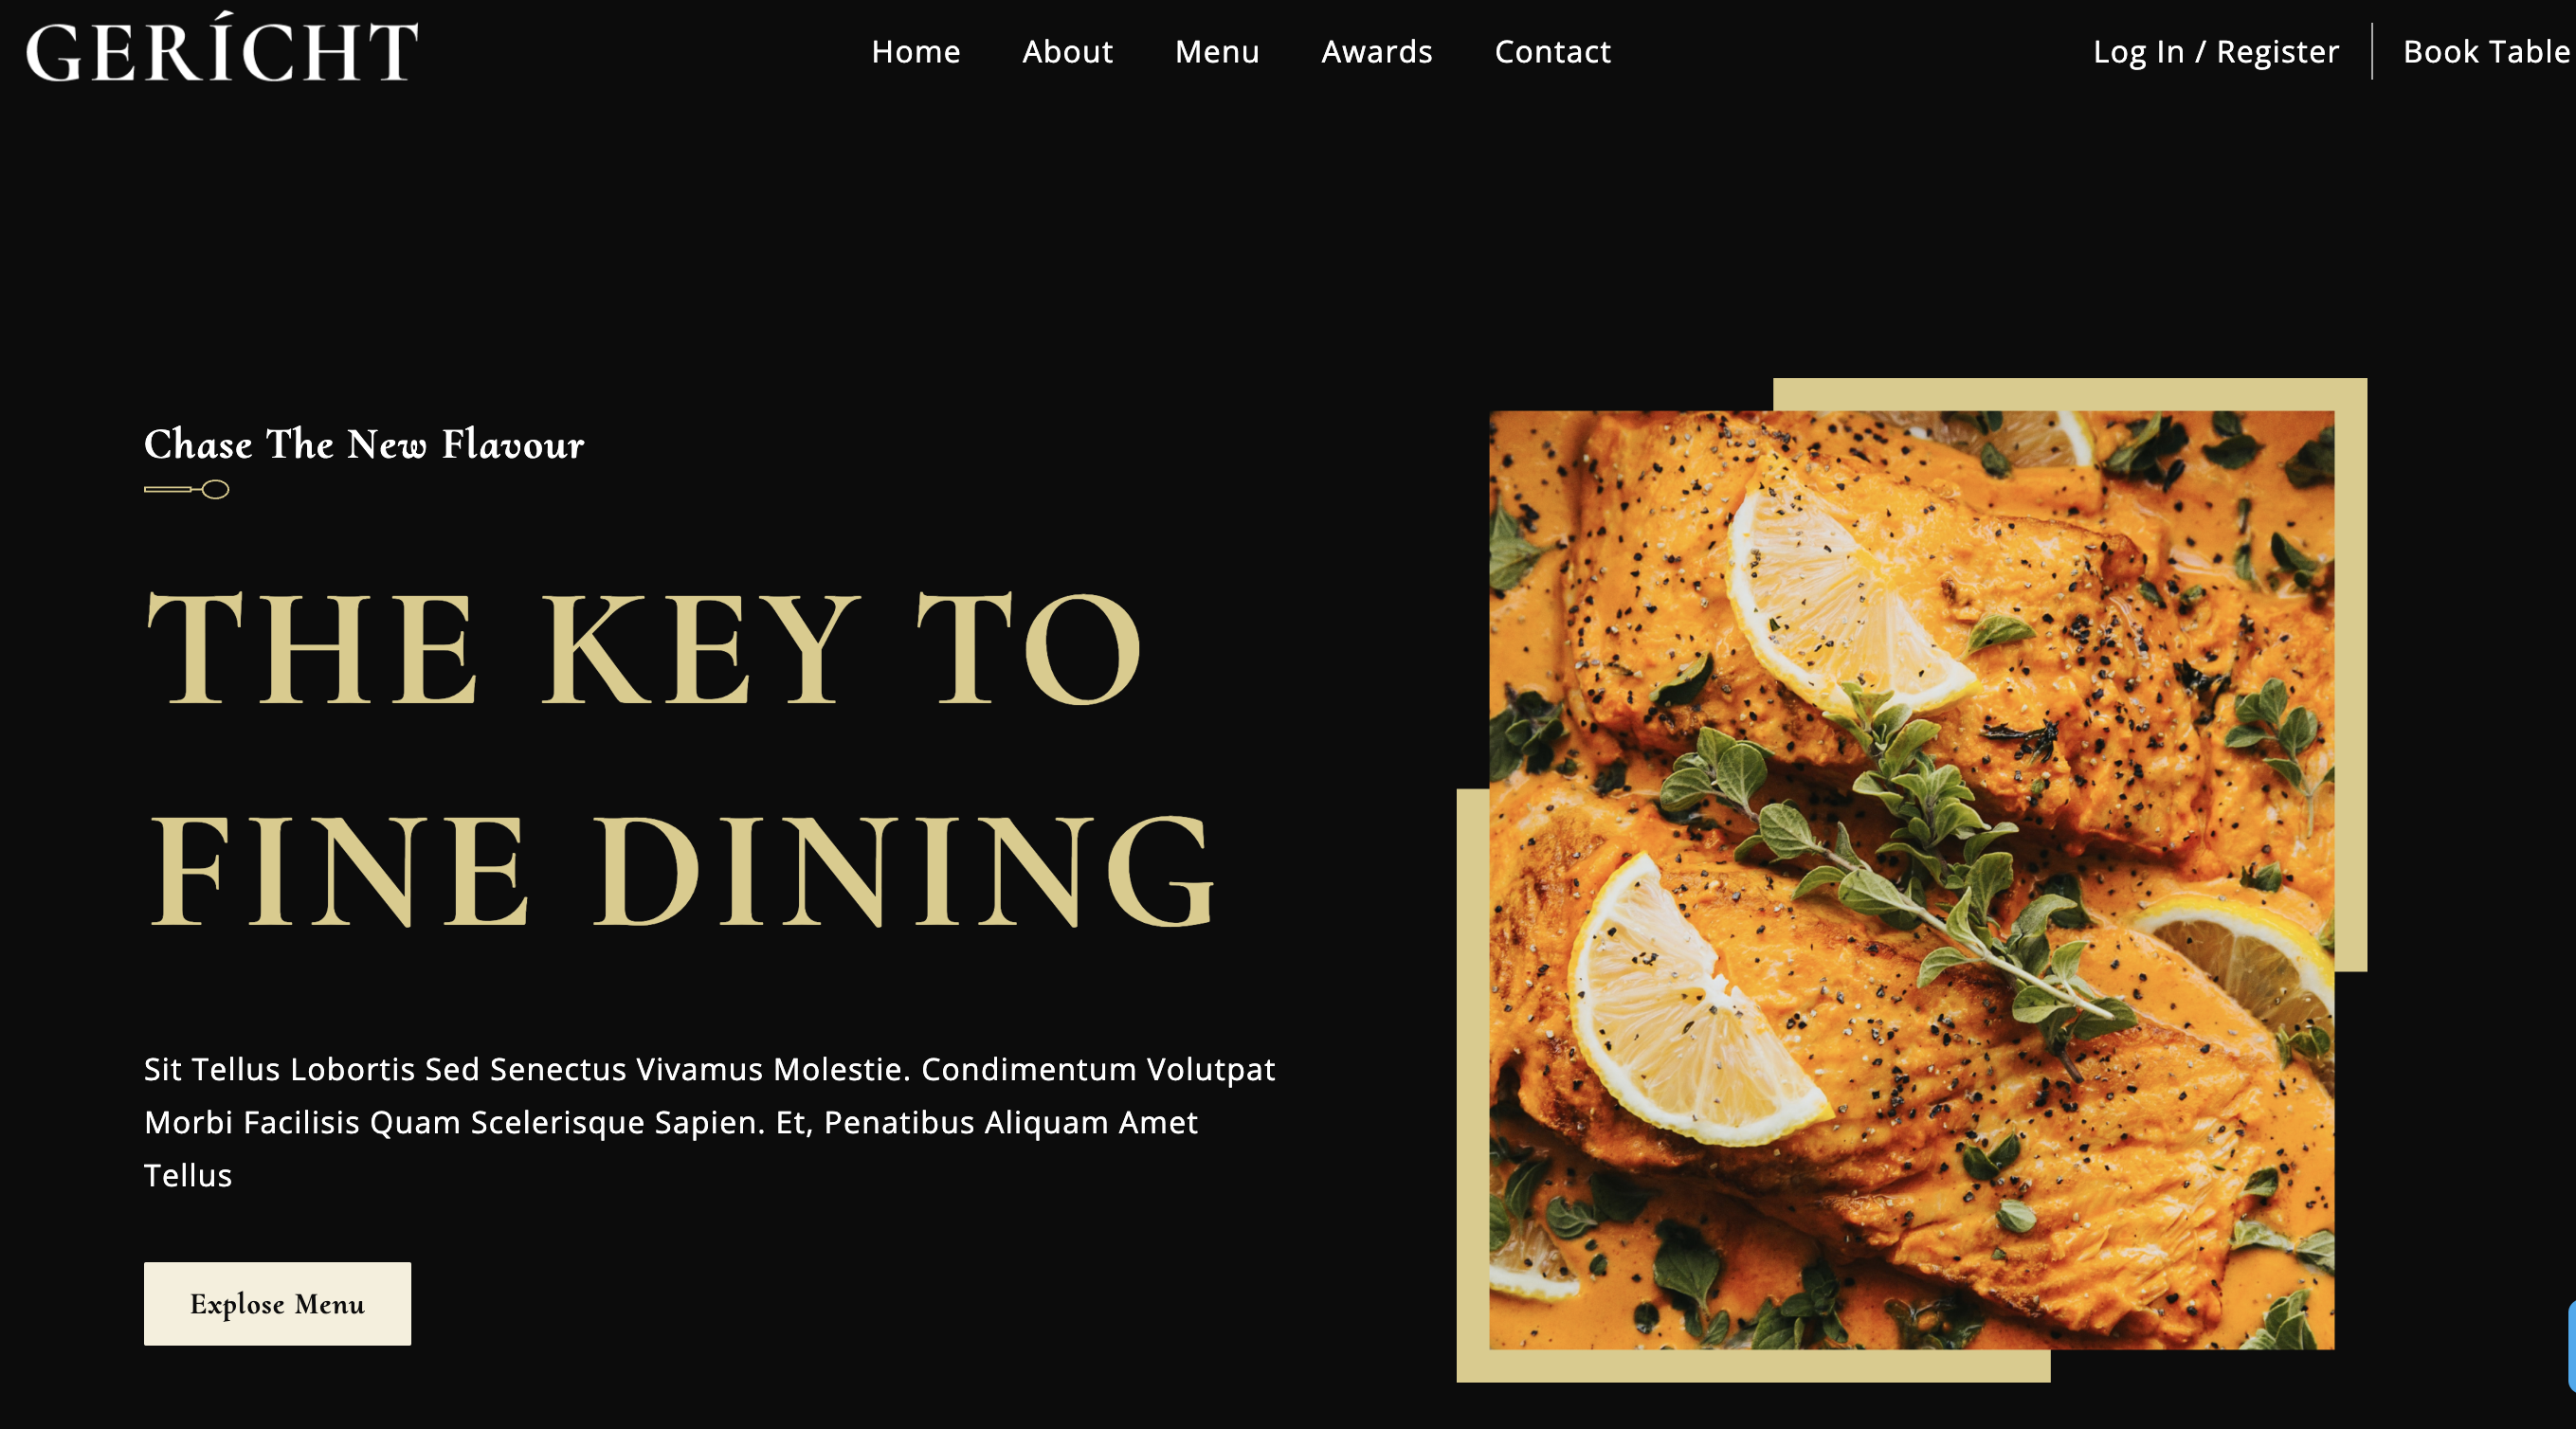 GERÍCHT
Home About Menu Awards Contact
Log In / Register Book Table
Chase The New Flavour
THE KEY TO
FINE DINING
Sit Tellus Lobortis Sed Senectus Vivamus Molestie. Condimentum Volutpat
Morbi Facilisis Quam Scelerisque Sapien. Et, Penatibus Aliquam Amet
Tellus
Explose Menu